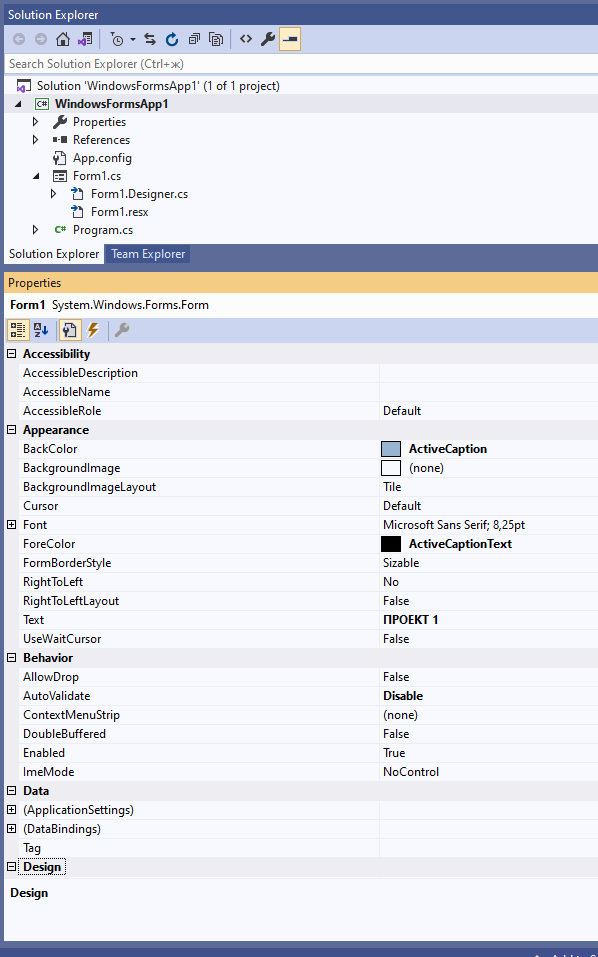 Solution Explorer
Search Solution Explorer (Ctrl+ж)
Solution 'WindowsFormsApp1' (1 of 1 project)
C# WindowsFormsApp1
Properties
References
App.config
Form1.cs
Form1.Designer.cs
Form1.resx
C# Program.cs
Solution Explorer Team Explorer
Properties
Form1 System.Windows.Forms.Form
Accessibility
AccessibleDescription
AccessibleName
AccessibleRole Default
Appearance
BackColor ActiveCaption
BackgroundImage (none)
BackgroundImageLayout Tile
Cursor Default
Font Microsoft Sans Serif; 8,25pt
ForeColor ActiveCaptionText
FormBorderStyle Sizable
RightToLeft No
RightToLeftLayout False
Text ПРОЕКТ 1
UseWaitCursor False
Behavior
AllowDrop False
AutoValidate Disable
ContextMenuStrip (none)
DoubleBuffered False
Enabled True
ImeMode NoControl
Data
(ApplicationSettings)
(DataBindings)
Tag
Design
Design